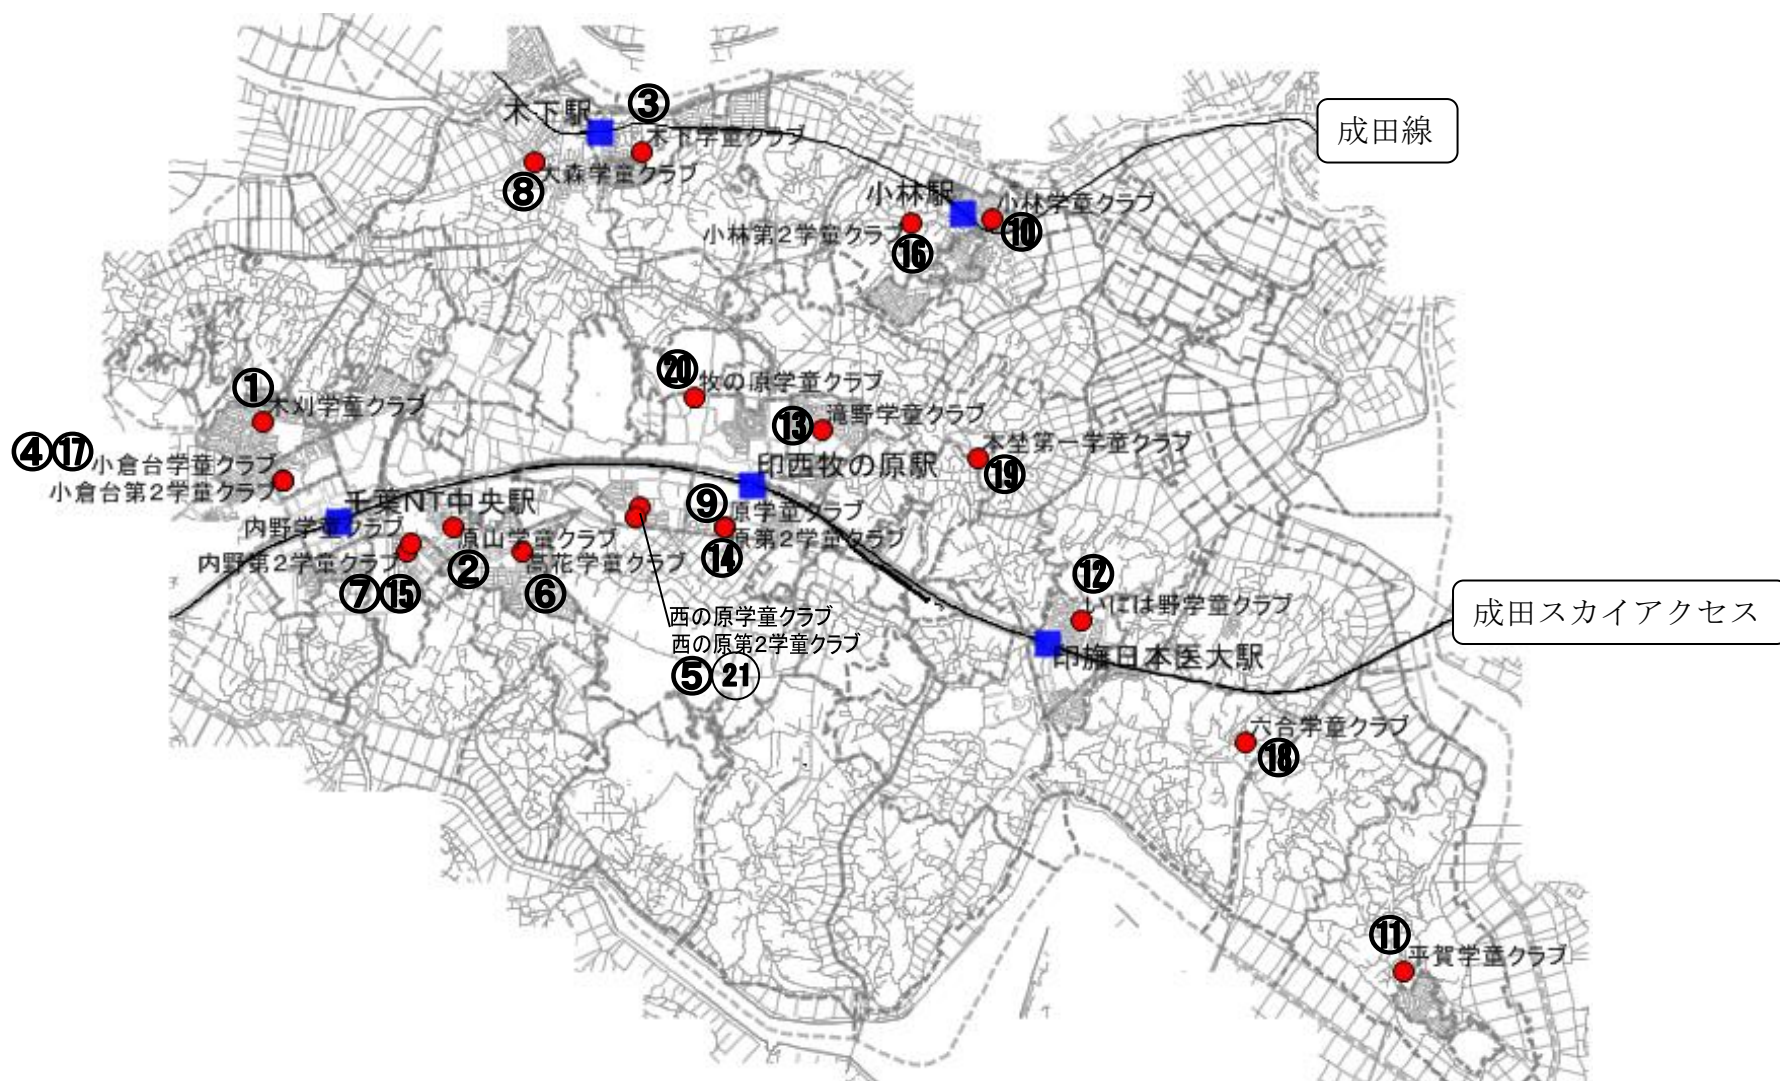 木下駅
③
木下学童クラブ
大森学童クラブ
⑧
成田線
小林駅
小林学童クラブ
⑩
小林第2学童クラブ
⑯
①
木刈学童クラブ
④⑰
小倉台学童クラブ
小倉台第2学童クラブ
⑳
牧の原学童クラブ
⑬
滝野学童クラブ
本埜第一学童クラブ
⑲
印西牧の原駅
千葉NT中央駅
内野学童クラブ
内野第2学童クラブ
⑦⑮
原山学童クラブ
②
高花学童クラブ
⑥
⑨
原学童クラブ
原第2学童クラブ
⑭
西の原学童クラブ
西の原第2学童クラブ
⑤㉑
⑫
いには野学童クラブ
印旛日本医大駅
成田スカイアクセス
六合学童クラブ
⑱
⑪
平賀学童クラブ